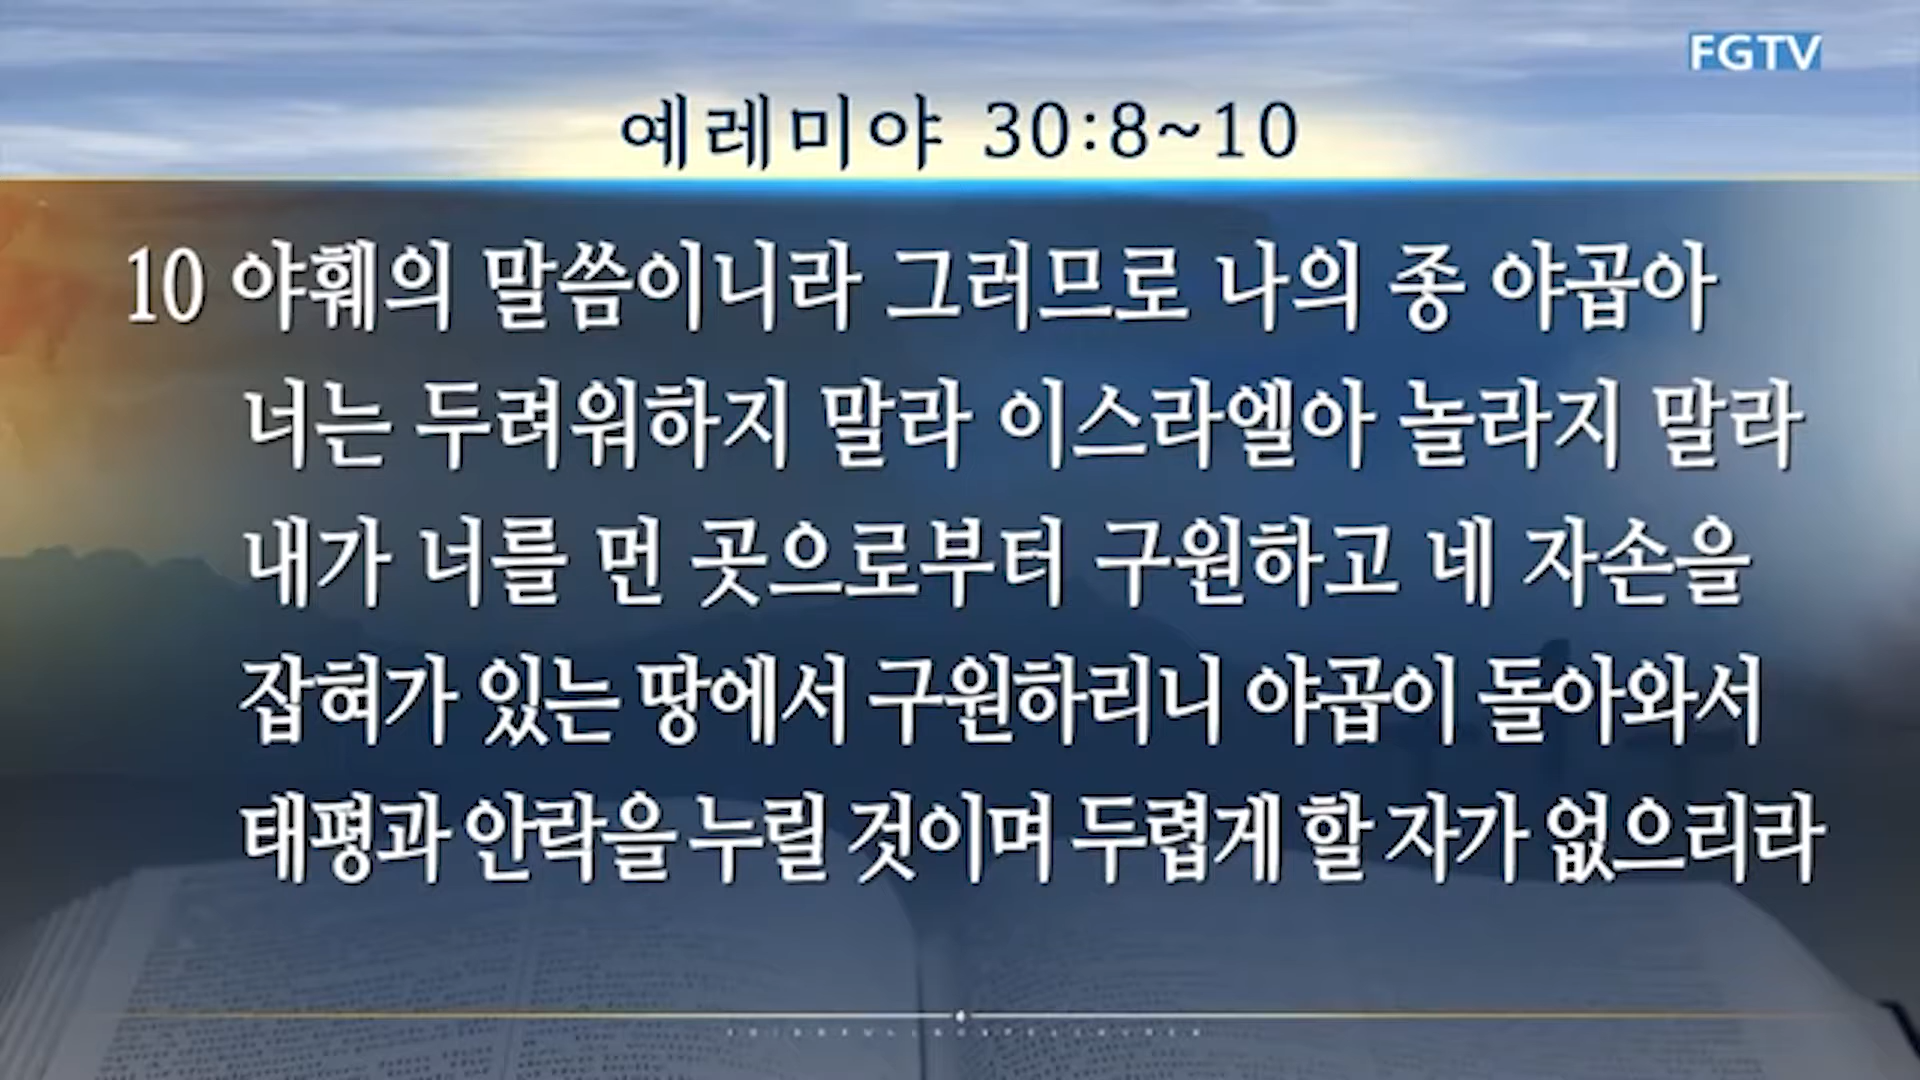 FGTV
예레미야 30:8~10
10 야훼의 말씀이니라 그러므로 나의 종 야곱아
너는 두려워하지 말라 이스라엘아 놀라지 말라
내가 너를 먼 곳으로부터 구원하고 네 자손을
잡혀가 있는 땅에서 구원하리니 야곱이 돌아와서
태평과 안락을 누릴 것이며 두렵게 할 자가 없으리라